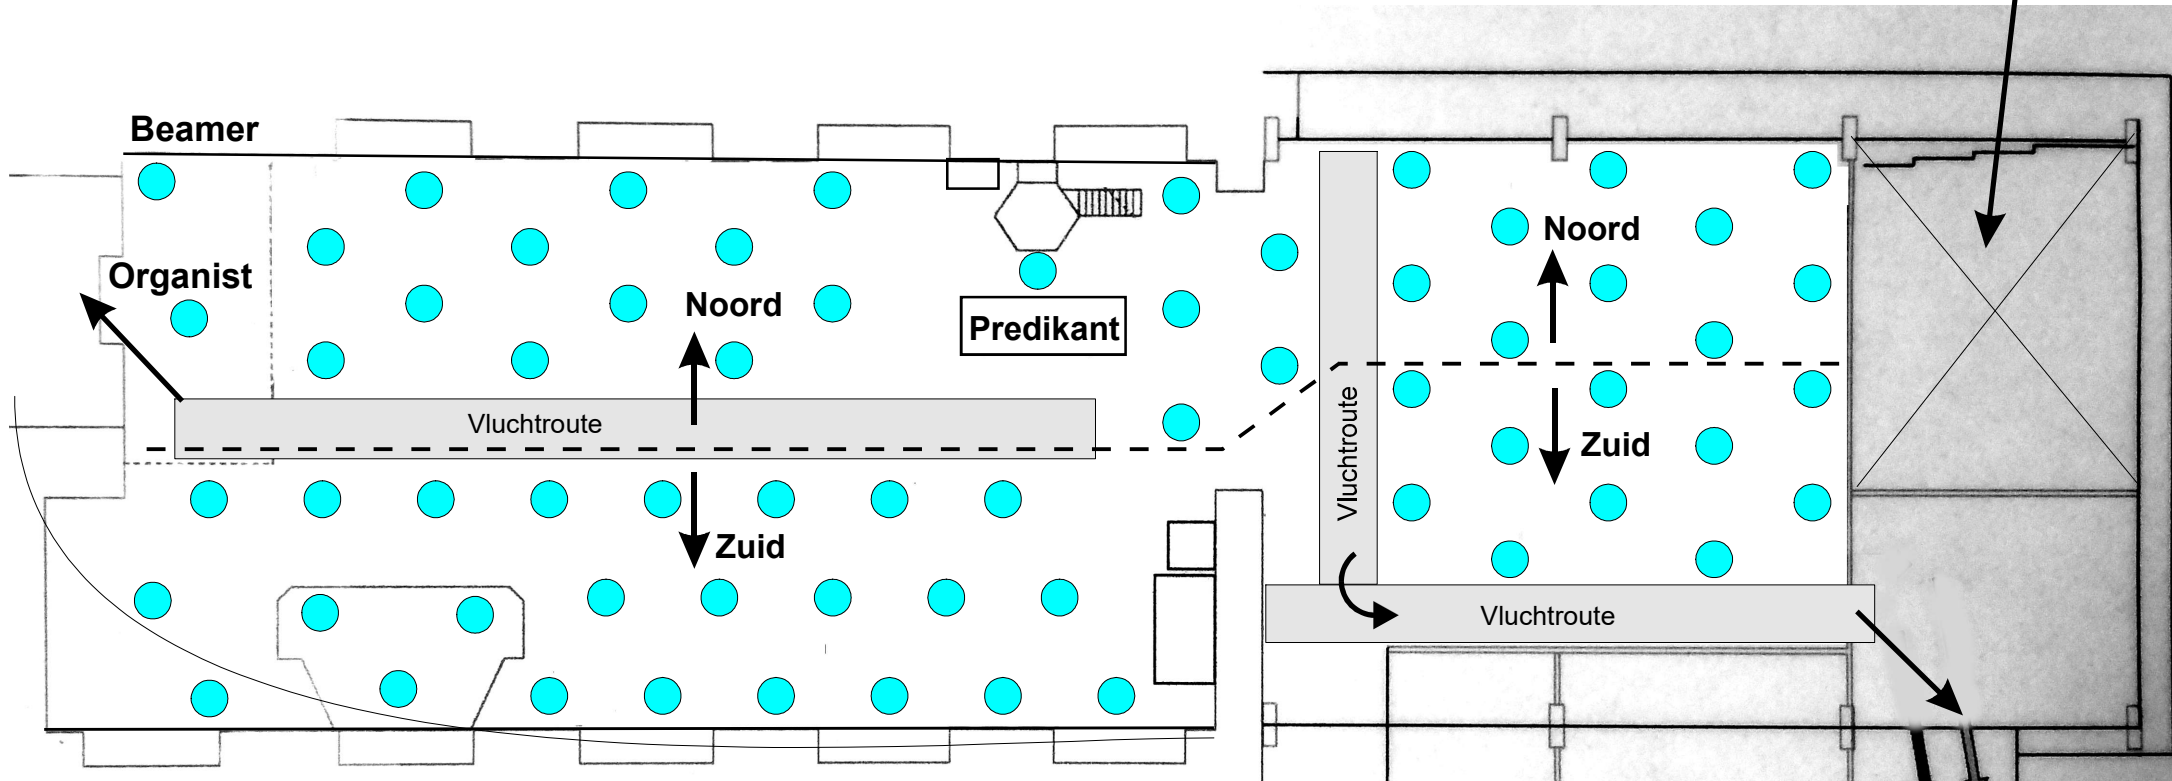 Beamer
Organist
Noord
Predikant
Vluchtroute
Zuid
Noord
Zuid
Vluchtroute
Vluchtroute